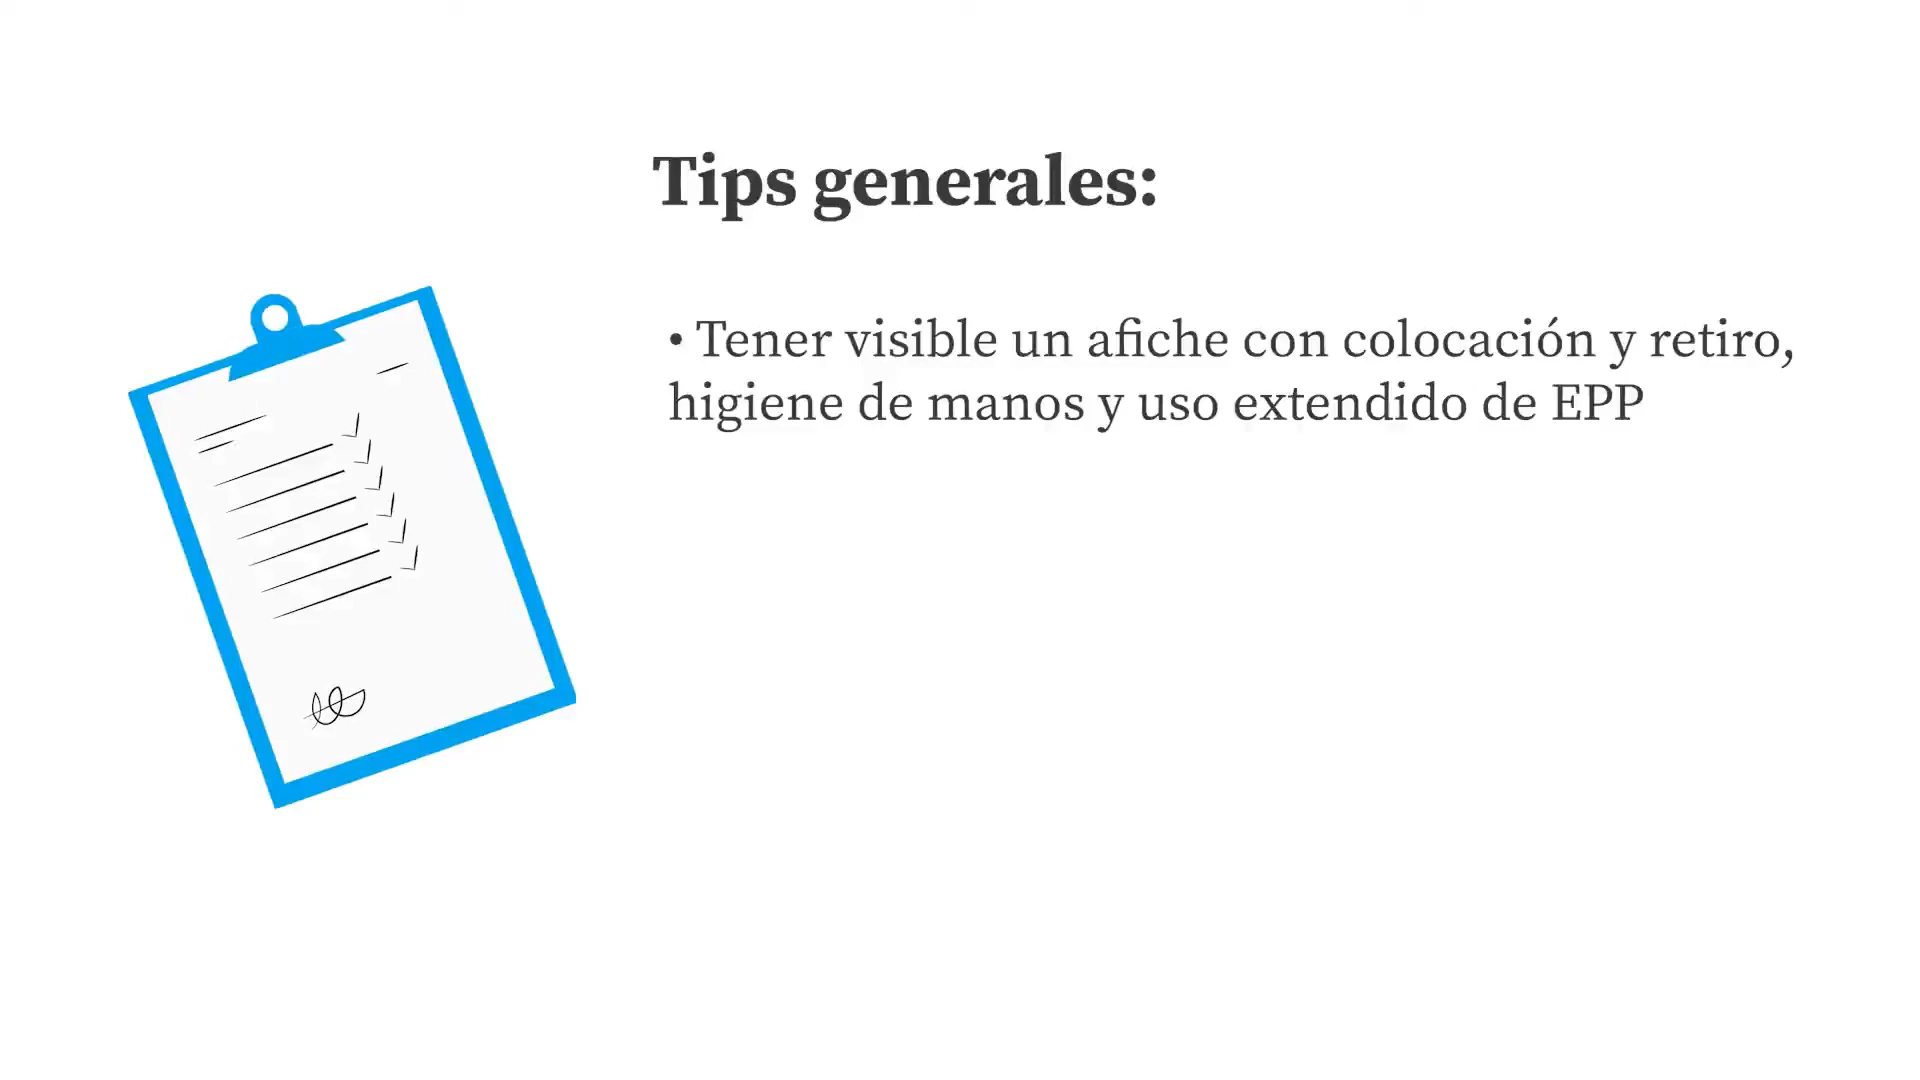 Tips generales:
• Tener visible un afiche con colocación y retiro,
higiene de manos y uso extendido de EPP